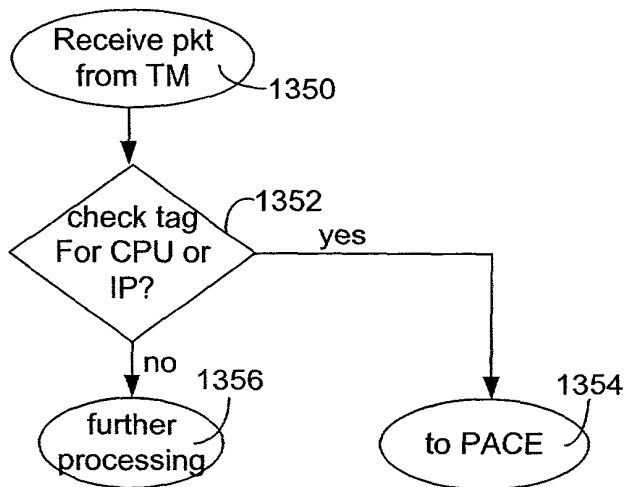 Receive pkt
from TM
1350
1352
check tag
For CPU or
IP?
yes
no
1356
1354
further
processing
to PACE